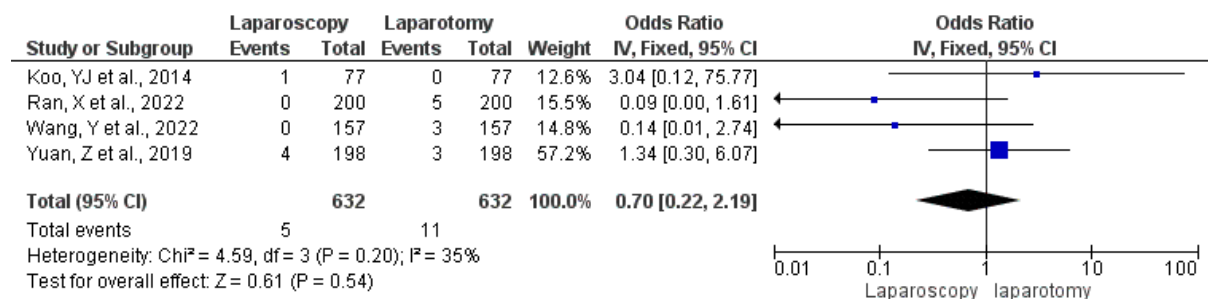 Laparoscopy Laparotomy Odds Ratio Odds Ratio
Study or Subgroup Events Total Events Total Weight IV, Fixed, 95% CI IV, Fixed, 95% CI
Koo, YJ et al., 2014 1 77 0 77 12.6% 3.04 [0.12, 75.77]
Ran, X et al., 2022 0 200 5 200 15.5% 0.09 [0.00, 1.61]
Wang, Y et al., 2022 0 157 3 157 14.8% 0.14 [0.01, 2.74]
Yuan, Z et al., 2019 4 198 3 198 57.2% 1.34 [0.30, 6.07]
Total (95% CI) 632 632 100.0% 0.70 [0.22, 2.19]
Total events 5 11
Heterogeneity: Chi² = 4.59, df = 3 (P = 0.20); I² = 35%
Test for overall effect: Z = 0.61 (P = 0.54)
0.01 0.1 1 10 100
Laparoscopy laparotomy